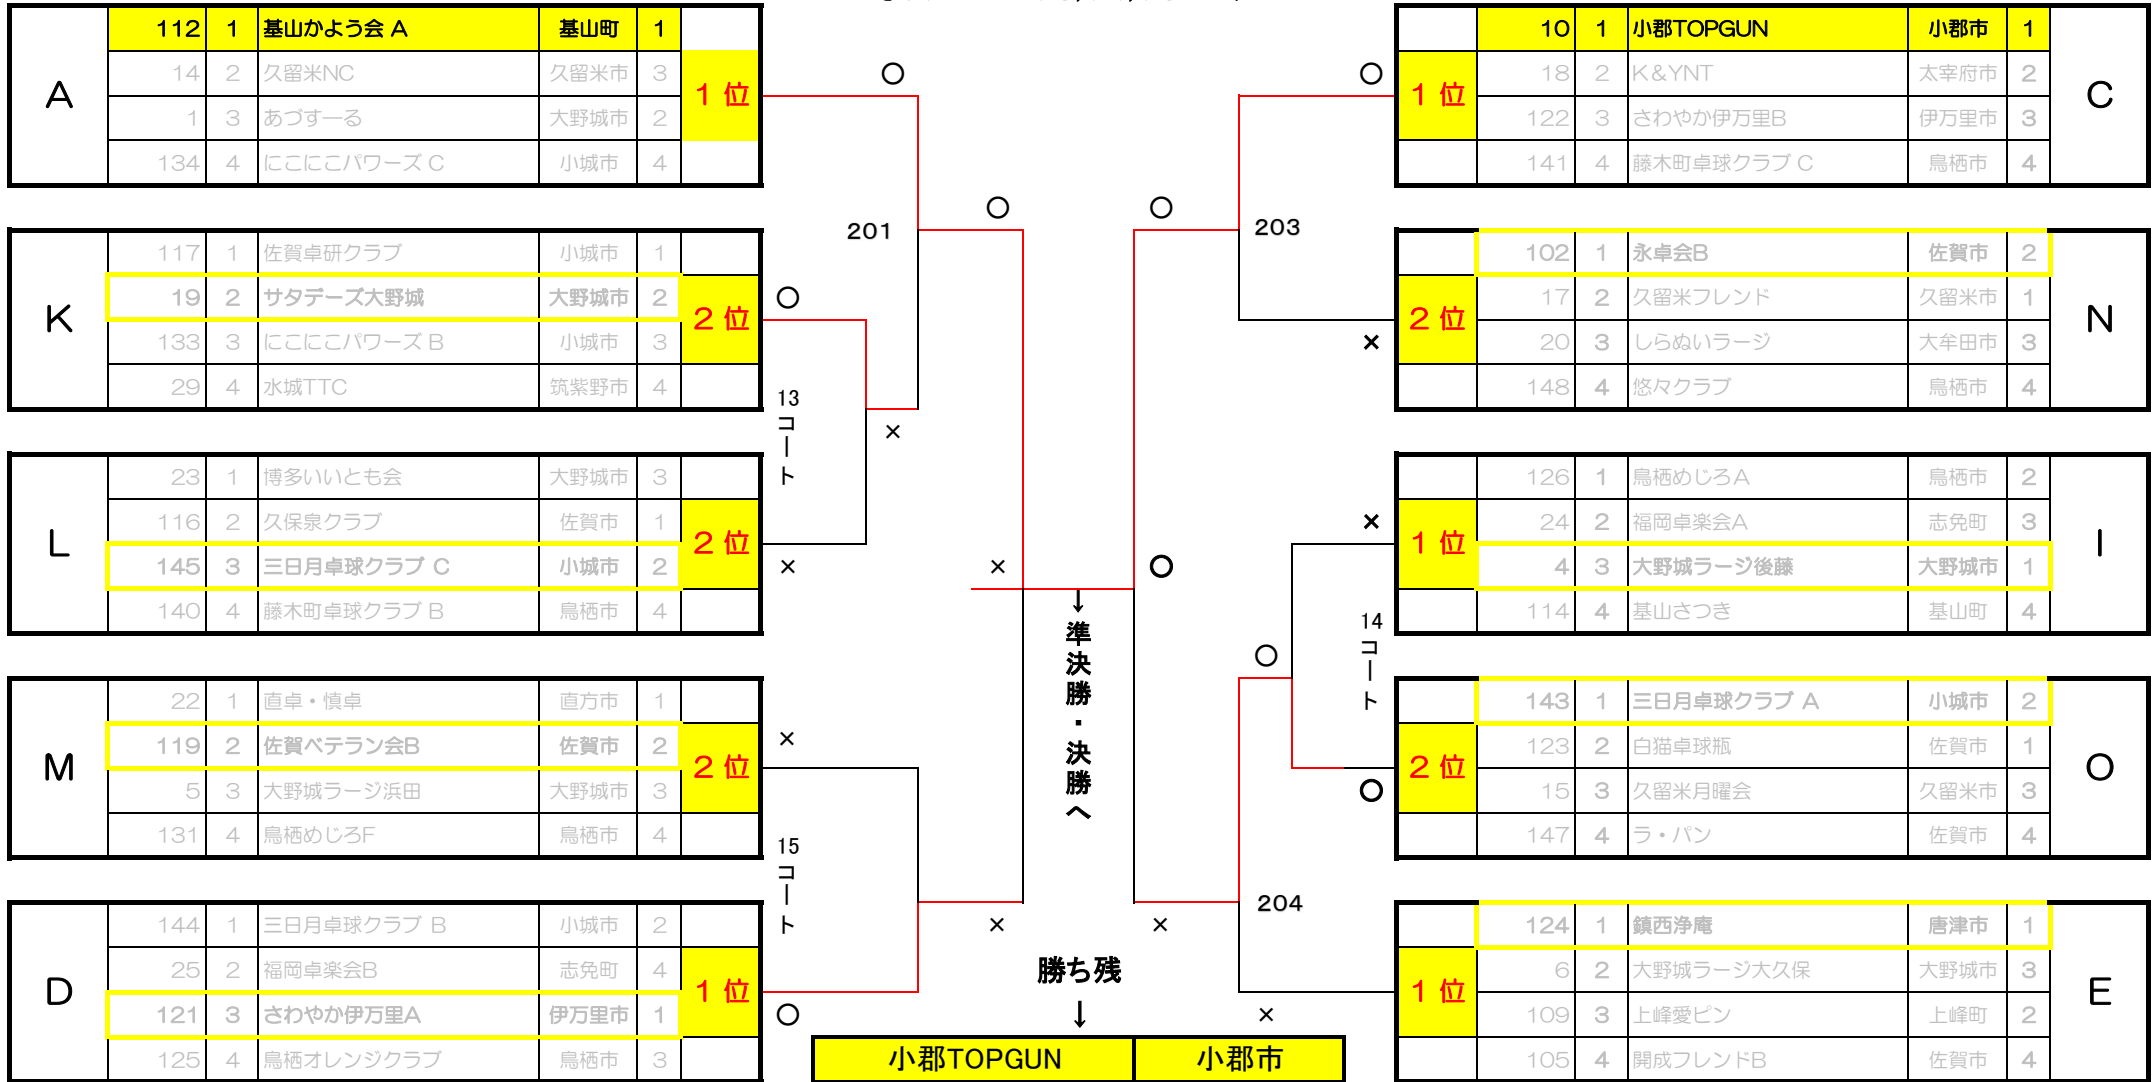 A
112 1 基山かよう会 A 基山町 1
14 2 久留米NC 久留米市 3
1 3 あづすーる 大野城市 2
134 4 にこにこパワーズ C 小城市 4
1 位
○
K
117 1 佐賀卓研クラブ 小城市 1
19 2 サタデーズ大野城 大野城市 2
133 3 にこにこパワーズ B 小城市 3
29 4 水城TTC 筑紫野市 4
2 位
○
201
○
13コート
×
L
23 1 博多いいとも会 大野城市 3
116 2 久保泉クラブ 佐賀市 1
145 3 三日月卓球クラブ C 小城市 2
140 4 藤木町卓球クラブ B 鳥栖市 4
2 位
×
×
M
22 1 直卓・慎卓 直方市 1
119 2 佐賀ベテラン会B 佐賀市 2
5 3 大野城ラージ浜田 大野城市 3
131 4 鳥栖めじろF 鳥栖市 4
2 位
×
15コート
×
D
144 1 三日月卓球クラブ B 小城市 2
25 2 福岡卓楽会B 志免町 4
121 3 さわやか伊万里A 伊万里市 1
125 4 鳥栖オレンジクラブ 鳥栖市 3
1 位
○
↓準決勝・決勝へ
勝ち残
↓
小郡TOPGUN 小郡市
C
10 1 小郡TOPGUN 小郡市 1
18 2 K&YNT 太宰府市 2
122 3 さわやか伊万里B 伊万里市 3
141 4 藤木町卓球クラブ C 鳥栖市 4
1 位
○
○
203
N
102 1 永卓会B 佐賀市 2
17 2 久留米フレンド 久留米市 1
20 3 しらぬいラージ 大牟田市 3
148 4 悠々クラブ 鳥栖市 4
2 位
×
I
126 1 鳥栖めじろA 鳥栖市 2
24 2 福岡卓楽会A 志免町 3
4 3 大野城ラージ後藤 大野城市 1
114 4 基山さつき 基山町 4
1 位
×
○
14コート
○
O
143 1 三日月卓球クラブ A 小城市 2
123 2 白猫卓球瓶 佐賀市 1
15 3 久留米月曜会 久留米市 3
147 4 ラ・パン 佐賀市 4
2 位
○
204
×
E
124 1 鎮西浄庵 唐津市 1
6 2 大野城ラージ大久保 大野城市 3
109 3 上峰愛ピン 上峰町 2
105 4 開成フレンドB 佐賀市 4
1 位
×